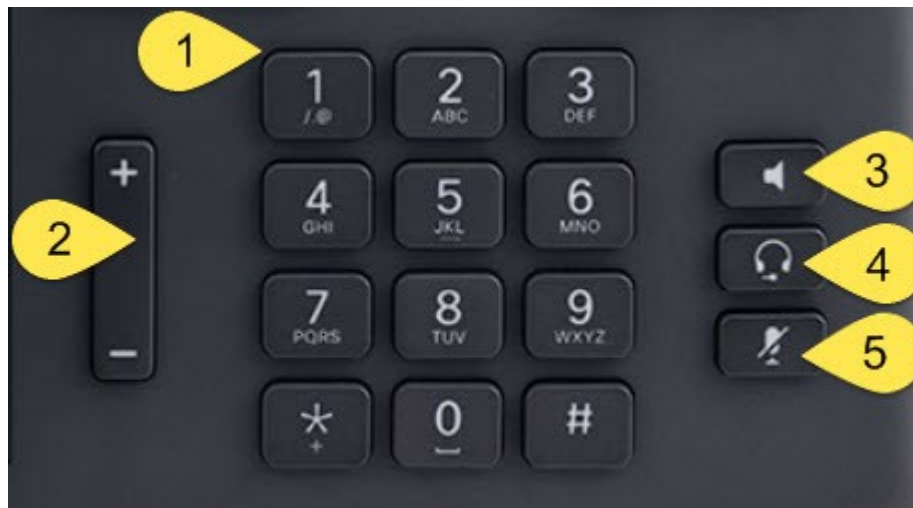 1
1 2 3
/.@ ABC DEF
+
3
4 5 6
GHI JKL MNO
2
4
7 8 9
PQRS TUV WXYZ
−
5
* 0 #
+